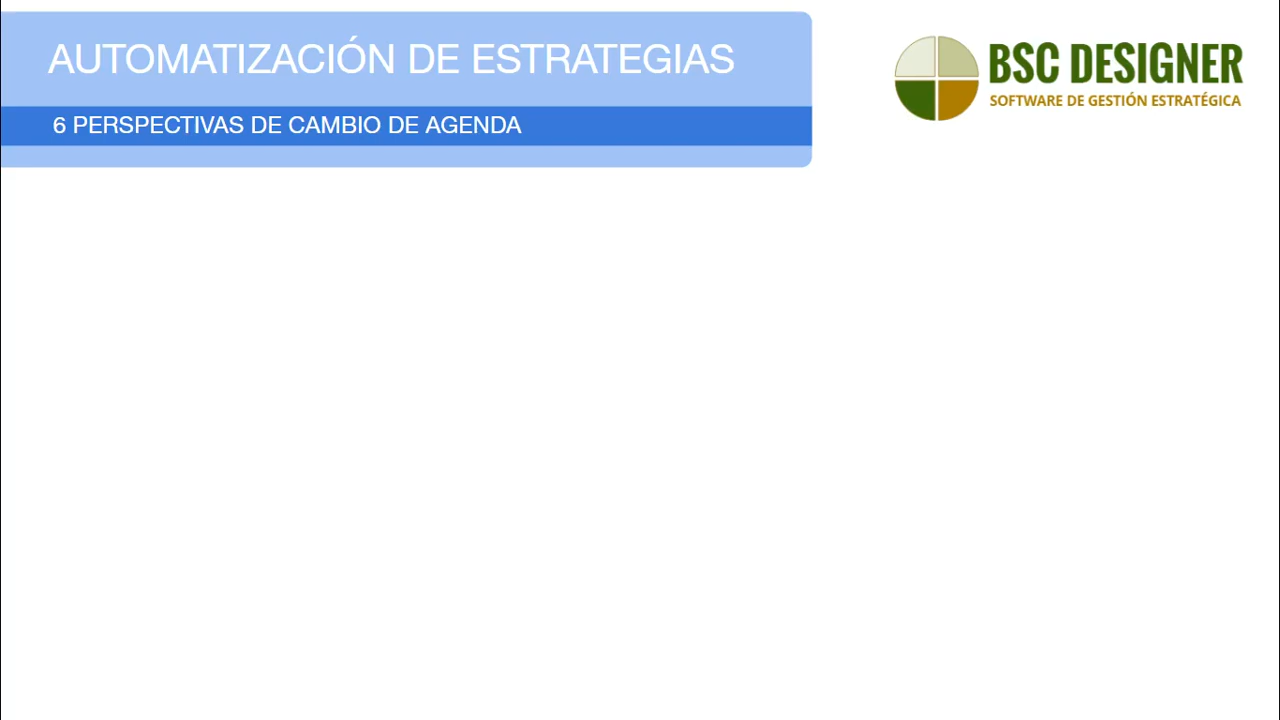 AUTOMATIZACIÓN DE ESTRATEGIAS
6 PERSPECTIVAS DE CAMBIO DE AGENDA
BSC DESIGNER
SOFTWARE DE GESTIÓN ESTRATÉGICA